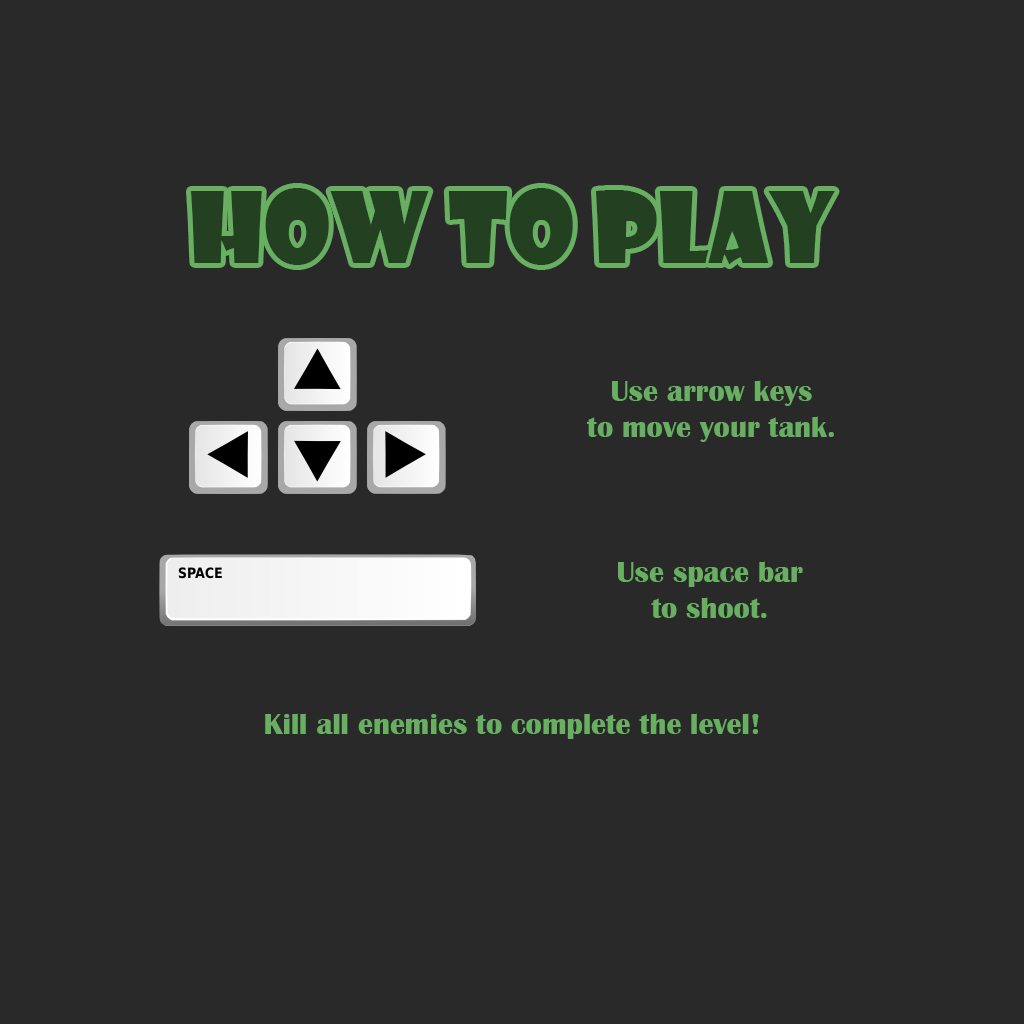 HOW TO PLAY
Use arrow keys
to move your tank.
SPACE
Use space bar
to shoot.
Kill all enemies to complete the level!